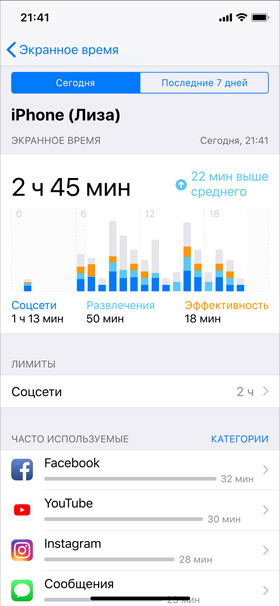 21:41
Экранное время
Сегодня
Последние 7 дней
iPhone (Лиза)
ЭКРАННОЕ ВРЕМЯ
Сегодня, 21:41
2 ч 45 мин
22 мин выше
среднего
0 6 12 18
Соцсети Развлечения Эффективность
1 ч 13 мин 50 мин 18 мин
ЛИМИТЫ
Соцсети 2 ч
ЧАСТО ИСПОЛЬЗУЕМЫЕ КАТЕГОРИИ
Facebook
32 мин
YouTube
30 мин
Instagram
28 мин
Сообщения
мин